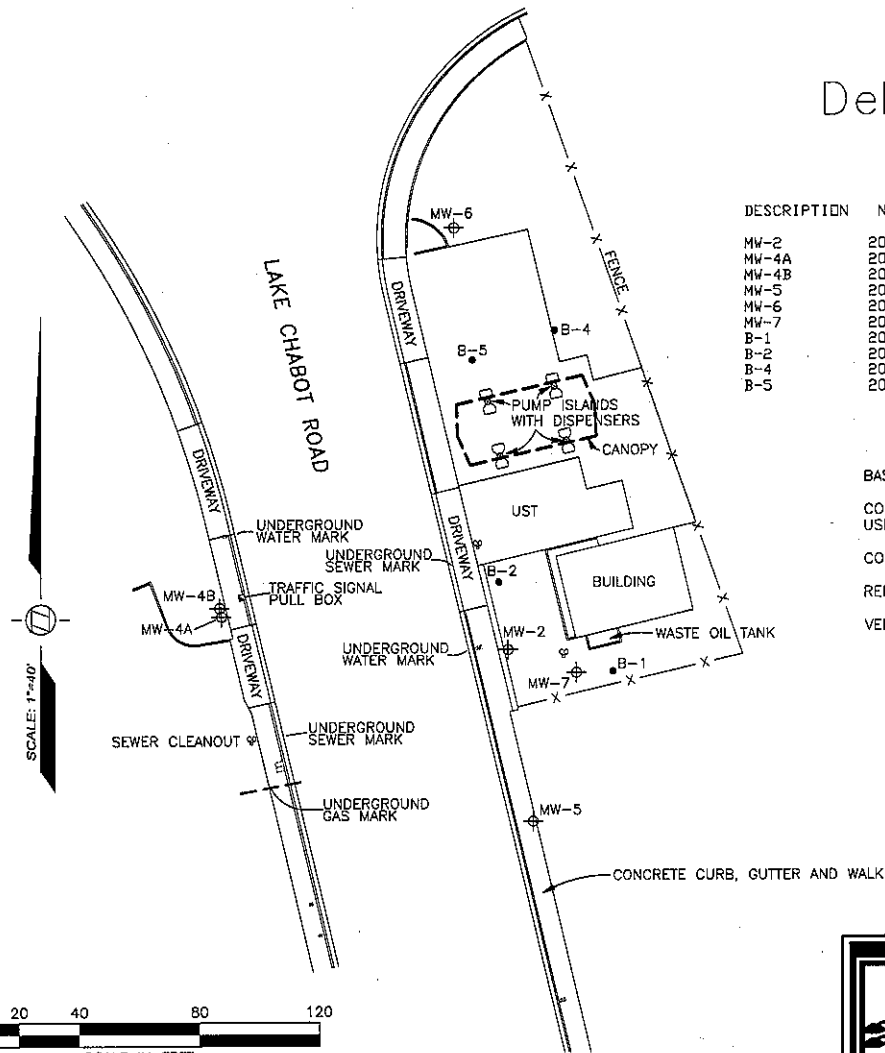 MW-6
DESCRIPTION N
MW-2 20
MW-4A 20
MW-4B 20
MW-5 20
MW-6 20
MW-7 20
B-1 20
B-2 20
B-4 20
B-5 20
LAKE CHABOT ROAD
DRIVEWAY
FENCE
B-4
B-5
PUMP ISLANDS
WITH DISPENSERS
CANOPY
DRIVEWAY
DRIVEWAY
UST
UNDERGROUND
WATER MARK
UNDERGROUND
SEWER MARK
B-2
BUILDING
TRAFFIC SIGNAL
PULL BOX
MW-4B
MW-4A
DRIVEWAY
UNDERGROUND
WATER MARK
MW-2
WASTE OIL TANK
MW-7
B-1
SCALE: 1"=40'
SEWER CLEANOUT
UNDERGROUND
SEWER MARK
UNDERGROUND
GAS MARK
MW-5
CONCRETE CURB, GUTTER AND WALK
20 40 80 120